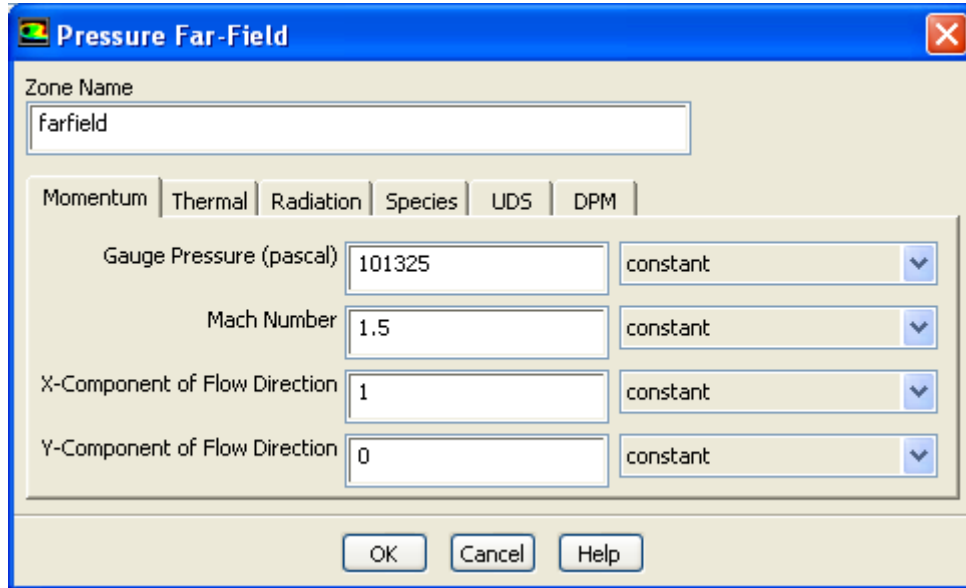 Pressure Far-Field
Zone Name
farfield
Momentum Thermal Radiation Species UDS DPM
Gauge Pressure (pascal) 101325 constant
Mach Number 1.5 constant
X-Component of Flow Direction 1 constant
Y-Component of Flow Direction 0 constant
OK Cancel Help